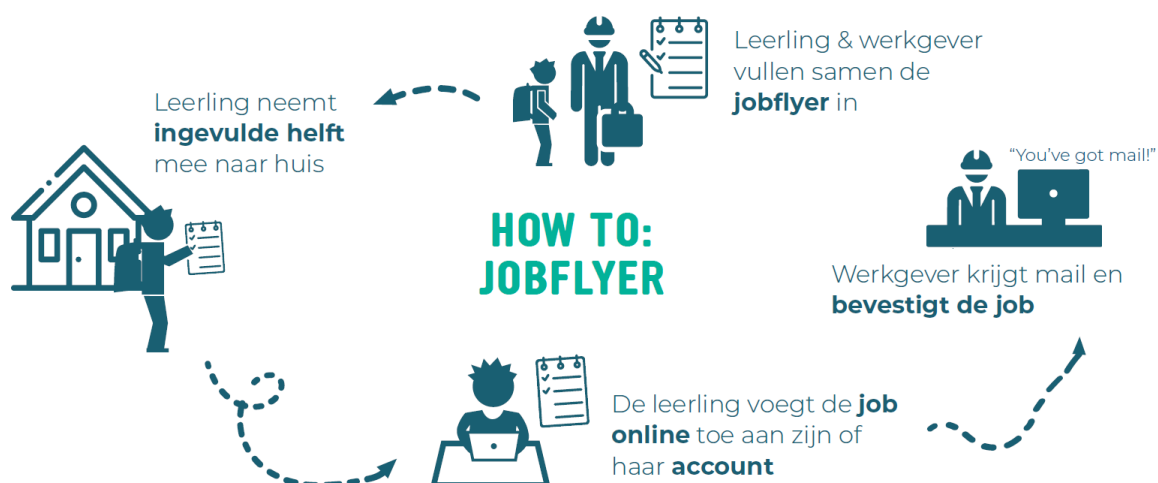 Leerling & werkgever
vullen samen de
jobflyer in
Leerling neemt
ingevulde helft
mee naar huis
HOW TO:
JOBFLYER
De leerling voegt de job
online toe aan zijn of
haar account
“You’ve got mail!”
Werkgever krijgt mail en
bevestigt de job